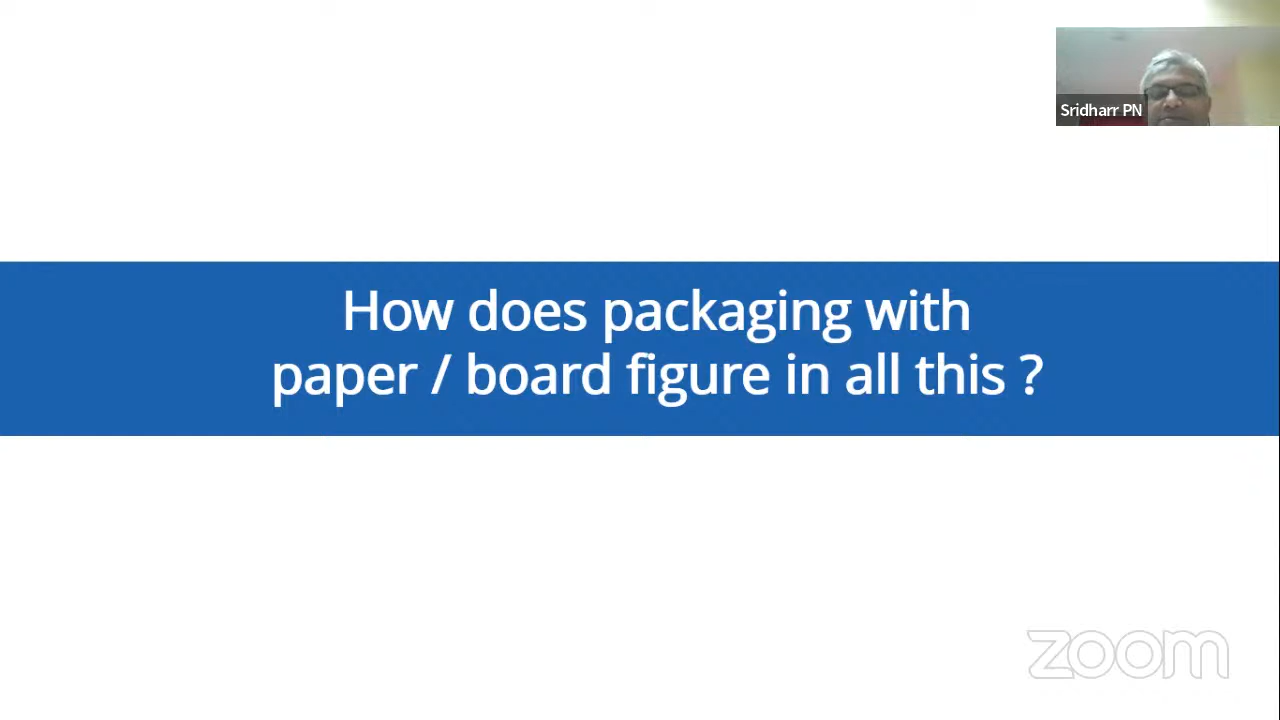 Sridharr PN
How does packaging with
paper / board figure in all this ?
zoom